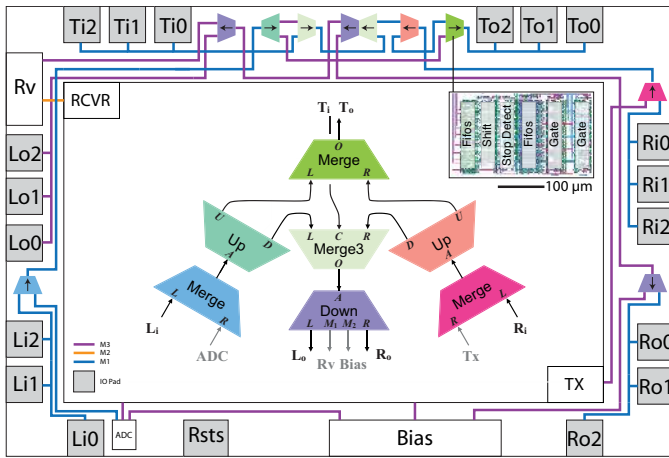 Ti2 Ti1 Ti0 To2 To1 To0
Rv
RCVR
Lo2
Lo1
Lo0
Li2
Li1
Li0
ADC
Rsts
Bias
Ro2
TX
Ri0
Ri1
Ri2
Ro0
Ro1
Fifos Shift Stop Detect Fifos Gate Gate
100 μm
Ti To
O
Merge
L R
U
Up
D
A
U
Up
D
A
L C R
Merge3
O
Merge
L
R
Li
ADC
A
Down
L M1 M2 R
Lo Rv Bias Ro
Merge
R
L
Tx
Ri
M3
M2
M1
IO Pad